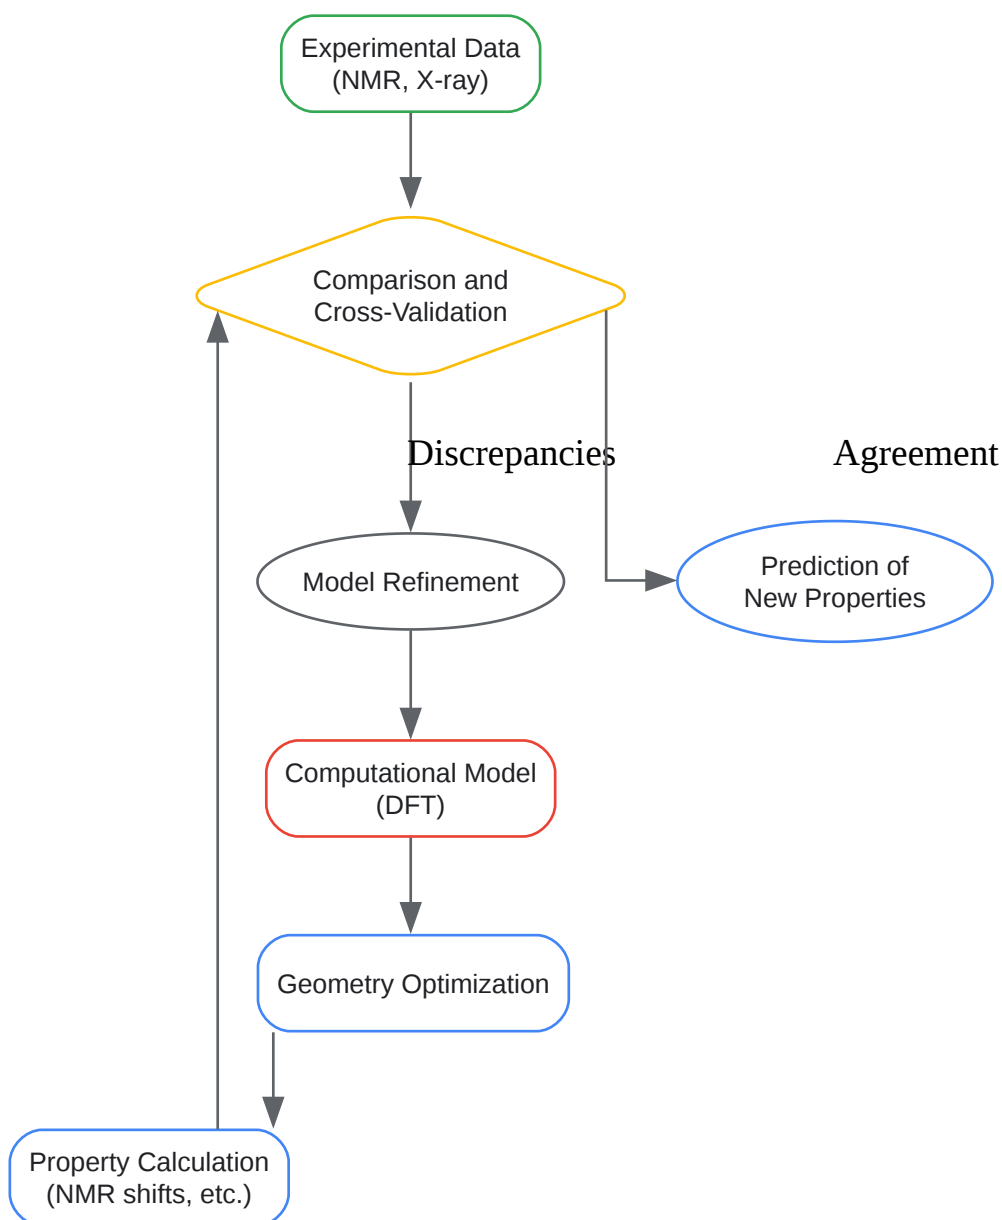 Experimental Data
(NMR, X-ray)
Comparison and
Cross-Validation
Discrepancies
Agreement
Model Refinement
Prediction of
New Properties
Computational Model
(DFT)
Geometry Optimization
Property Calculation
(NMR shifts, etc.)